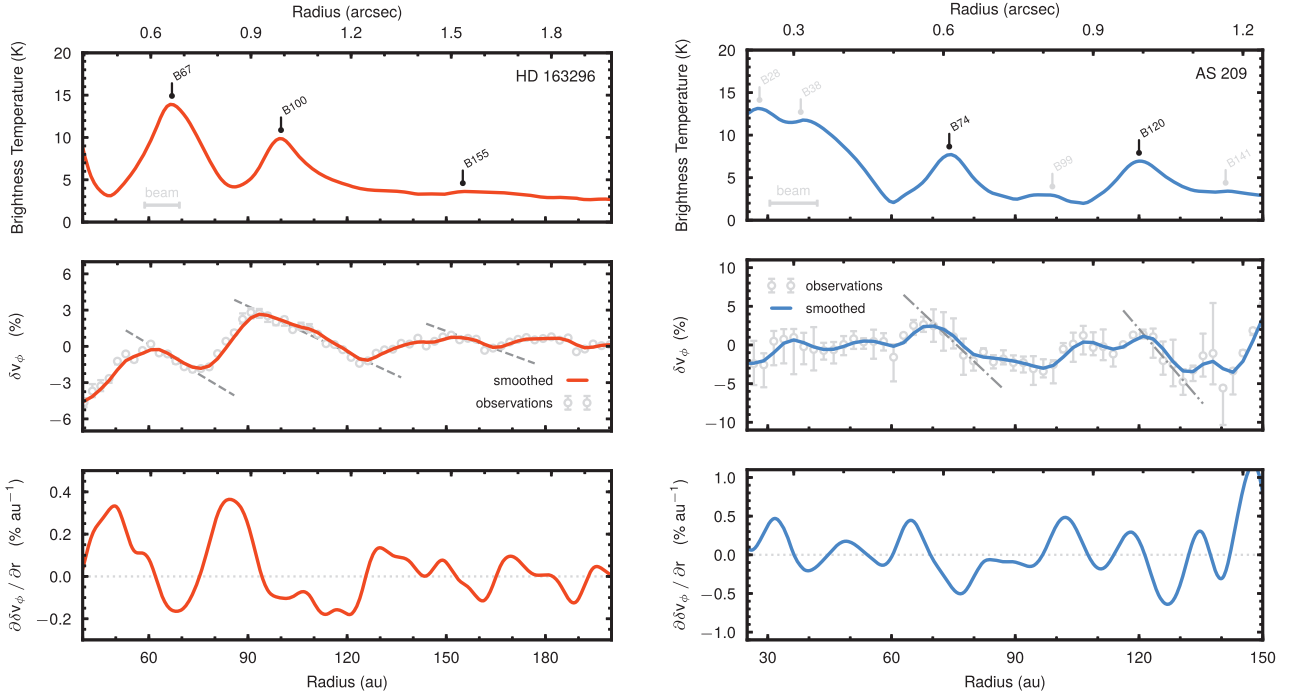 Radius (arcsec)
0.6 0.9 1.2 1.5 1.8
Brightness Temperature (K)
20
15
10
5
0
HD 163296
B67
B100
B155
beam
δv𝜙 (%)
6
3
0
−3
−6
smoothed
observations
∂δv𝜙 / ∂r (% au⁻¹)
0.4
0.2
0.0
−0.2
60 90 120 150 180
Radius (au)
Radius (arcsec)
0.3 0.6 0.9 1.2
Brightness Temperature (K)
20
15
10
5
0
AS 209
B28
B38
B74
B99
B120
B141
beam
δv𝜙 (%)
10
5
0
−5
−10
observations
smoothed
∂δv𝜙 / ∂r (% au⁻¹)
1.0
0.5
0.0
−0.5
−1.0
30 60 90 120 150
Radius (au)